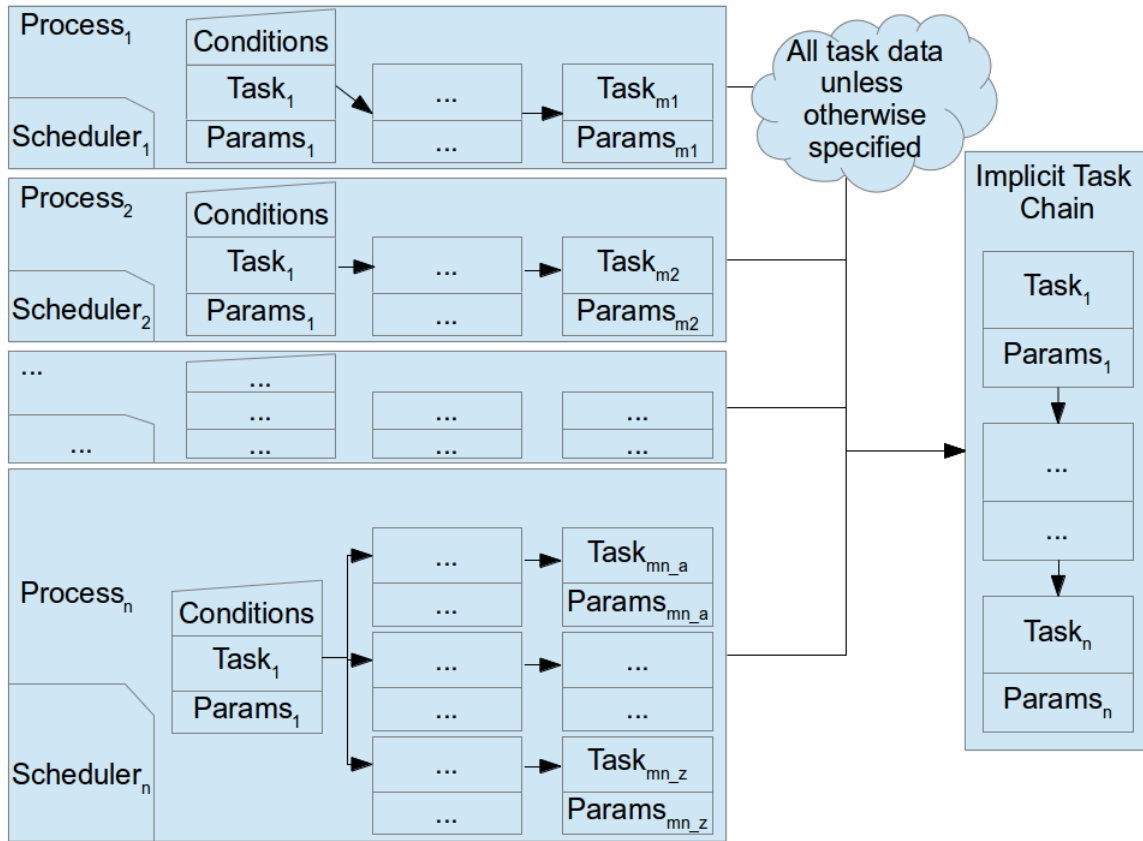 Process1
Conditions
Task1
Params1
Scheduler1
...
...
Taskm1
Paramsm1
All task data
unless
otherwise
specified
Process2
Conditions
Task1
Params1
Scheduler2
...
...
Taskm2
Paramsm2
...
...
...
...
...
...
...
...
...
Processn
Conditions
Task1
Params1
Schedulern
...
...
Taskmn_a
Paramsmn_a
...
...
...
...
...
...
Taskmn_z
Paramsmn_z
Implicit Task
Chain
Task1
Params1
...
...
Taskn
Paramsn